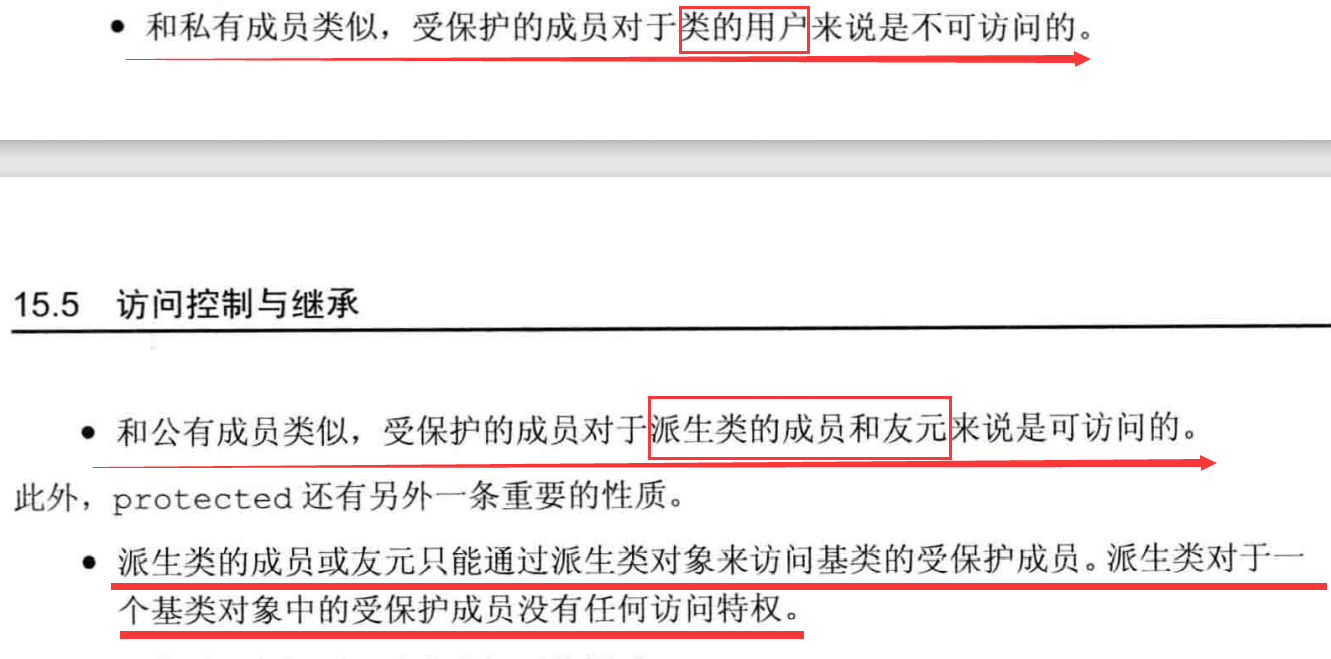 • 和私有成员类似，受保护的成员对于类的用户来说是不可访问的。
15.5 访问控制与继承
• 和公有成员类似，受保护的成员对于派生类的成员和友元来说是可访问的。
此外，protected 还有另外一条重要的性质。
• 派生类的成员或友元只能通过派生类对象来访问基类的受保护成员。派生类对于一
个基类对象中的受保护成员没有任何访问特权。